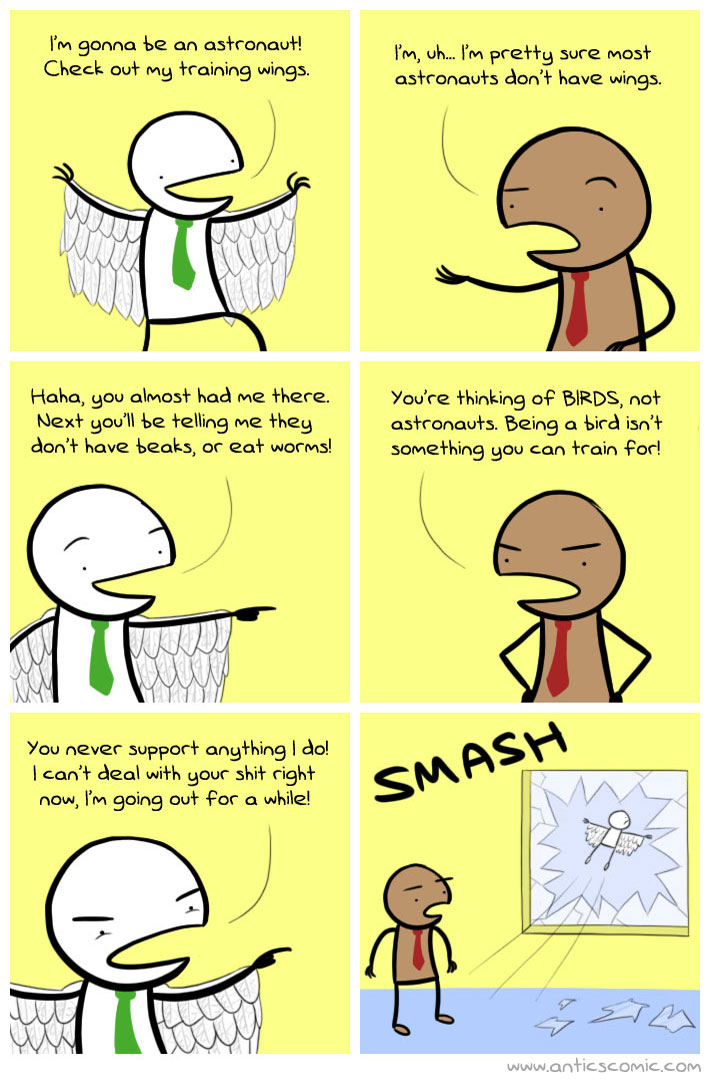 I'm gonna be an astronaut!
Check out my training wings.
I'm, uh... I'm pretty sure most
astronauts don't have wings.
Haha, you almost had me there.
Next you'll be telling me they
don't have beaks, or eat worms!
You're thinking of BIRDS, not
astronauts. Being a bird isn't
something you can train for!
You never support anything I do!
I can't deal with your shit right
now, I'm going out for a while!
SMASH
www.anticscomic.com